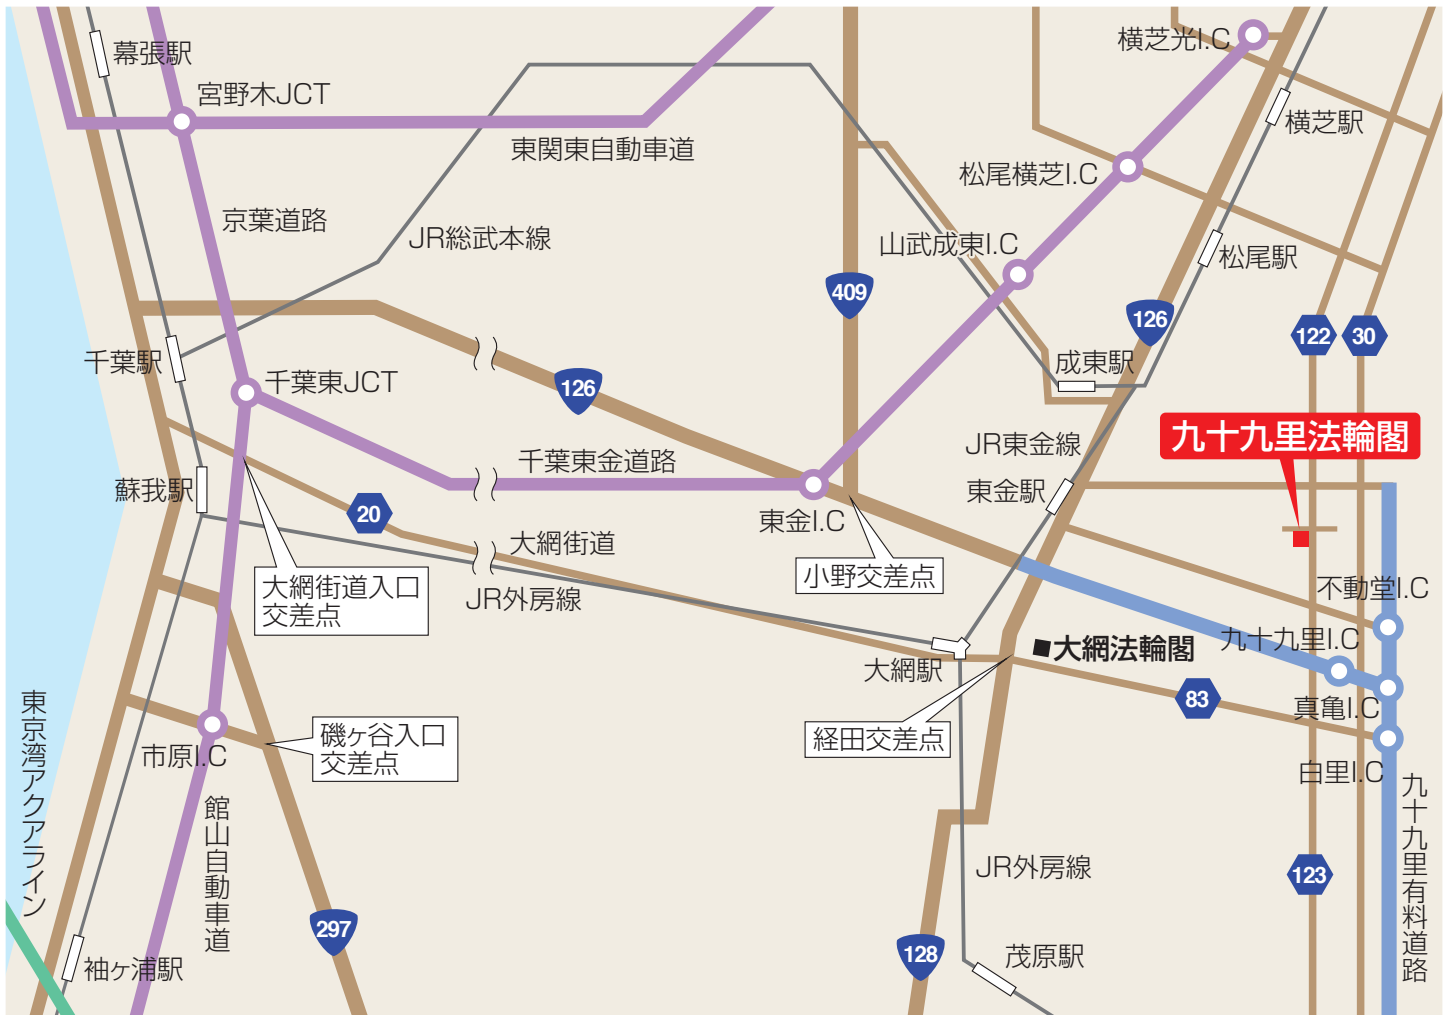 幕張駅
横芝光I.C
宮野木JCT
横芝駅
東関東自動車道
松尾横芝I.C
京葉道路
JR総武本線
山武成東I.C
松尾駅
409
126
122
30
千葉駅
千葉東JCT
126
成東駅
九十九里法輪閣
JR東金線
千葉東金道路
蘇我駅
20
東金I.C
東金駅
大網街道
小野交差点
大網街道入口
交差点
JR外房線
不動堂I.C
九十九里I.C
大網法輪閣
大網駅
83
真亀I.C
経田交差点
東京湾アクアライン
磯ヶ谷入口
交差点
市原I.C
白里I.C
九十九里有料道路
館山自動車道
JR外房線
123
297
128
茂原駅
袖ヶ浦駅